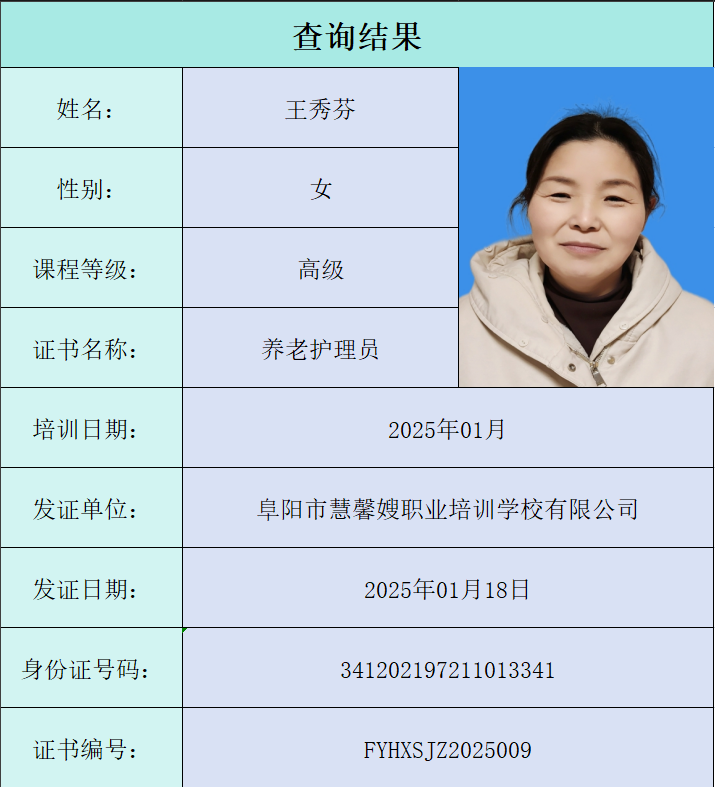 查询结果
姓名： 王秀芬
性别： 女
课程等级： 高级
证书名称： 养老护理员
培训日期： 2025年01月
发证单位： 阜阳市慧馨嫂职业培训学校有限公司
发证日期： 2025年01月18日
身份证号码： 341202197211013341
证书编号： FYHXSJZ2025009